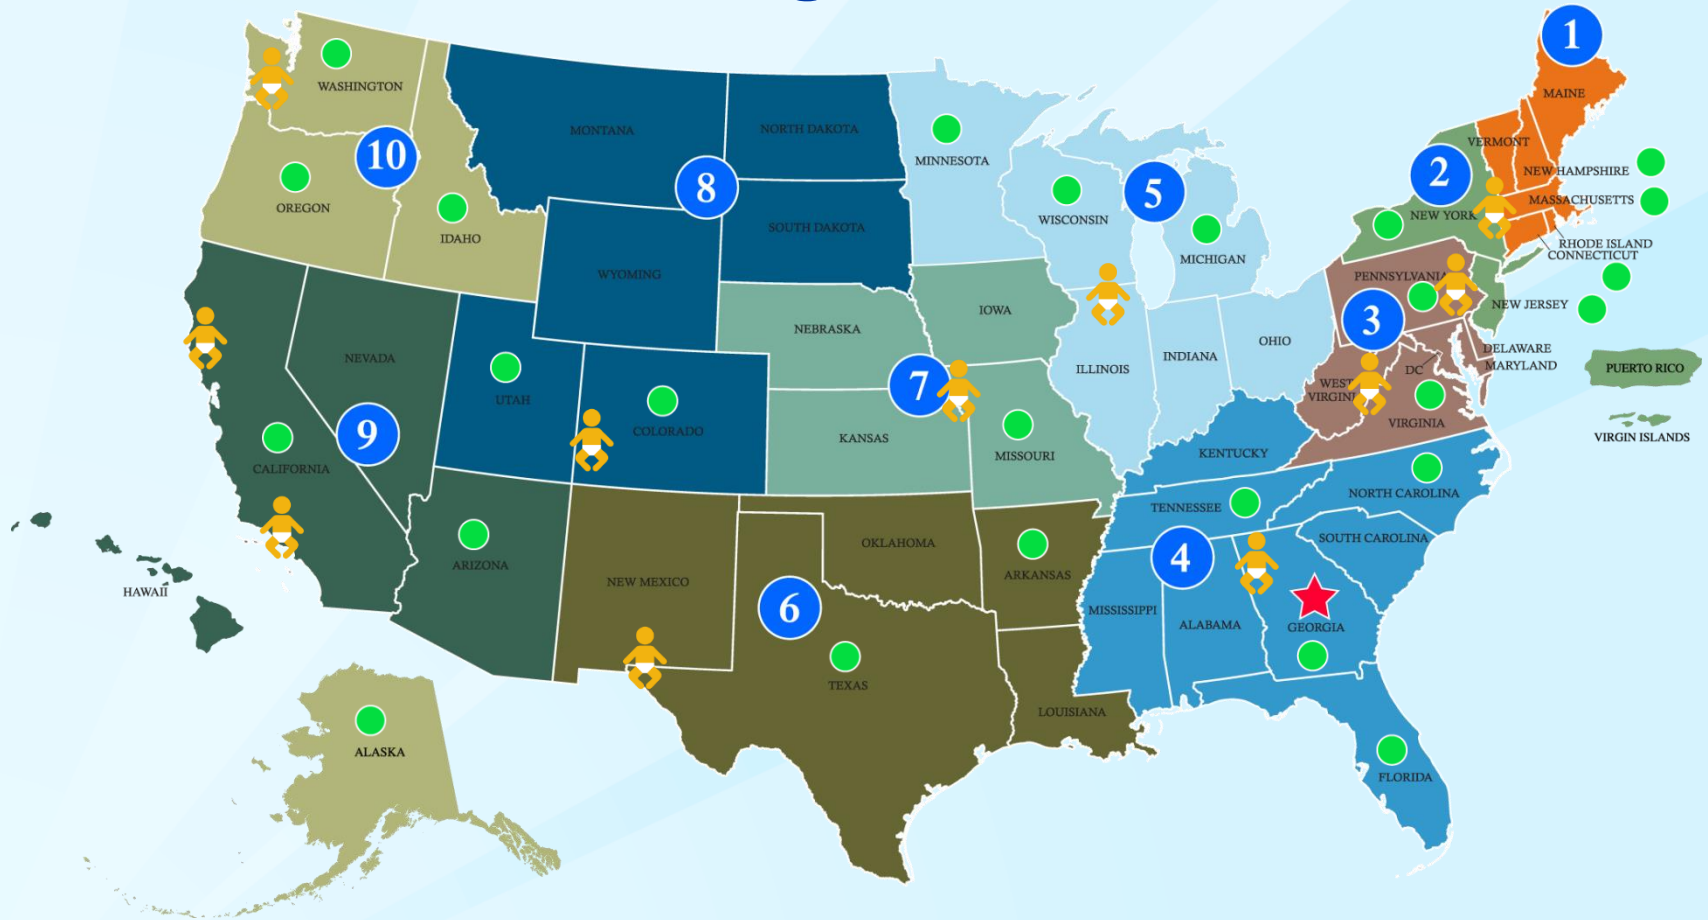 1
MAINE
WASHINGTON
MONTANA
NORTH DAKOTA
MINNESOTA
VERMONT
10
8
5
2
NEW HAMPSHIRE
OREGON
IDAHO
SOUTH DAKOTA
WISCONSIN
MICHIGAN
NEW YORK
MASSACHUSETTS
RHODE ISLAND
CONNECTICUT
WYOMING
PENNSYLVANIA
NEW JERSEY
3
IOWA
NEBRASKA
OHIO
INDIANA
ILLINOIS
DELAWARE
MARYLAND
DC
PUERTO RICO
NEVADA
UTAH
7
WEST
VIRGINI
VIRGINIA
VIRGIN ISLANDS
9
COLORADO
KANSAS
MISSOURI
KENTUCKY
CALIFORNIA
NORTH CAROLINA
TENNESSEE
SOUTH CAROLINA
4
OKLAHOMA
ARIZONA
NEW MEXICO
ARKANSAS
HAWAII
6
MISSISSIPPI
ALABAMA
GEORGIA
TEXAS
LOUISIANA
ALASKA
FLORIDA